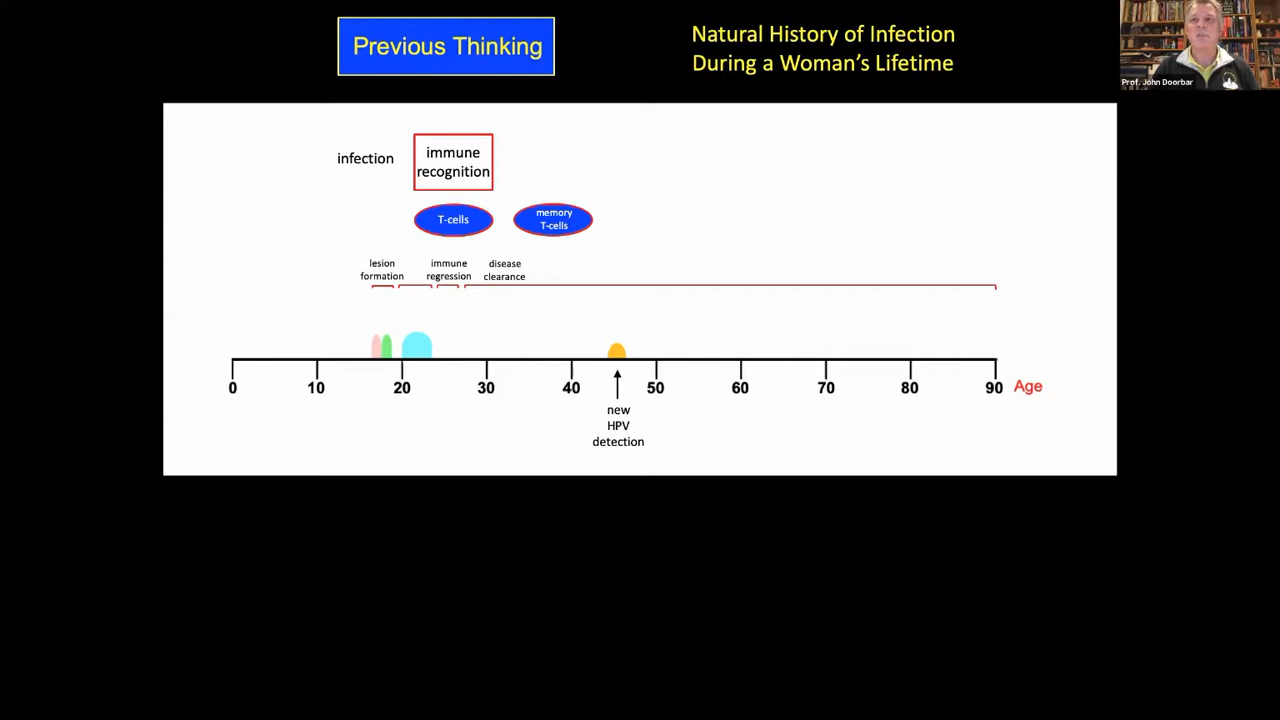 Previous Thinking
Natural History of Infection
During a Woman's Lifetime
Prof. John Doorbar
infection
immune
recognition
T-cells
memory
T-cells
lesion
formation
immune
regression
disease
clearance
0 10 20 30 40 50 60 70 80 90 Age
new
HPV
detection